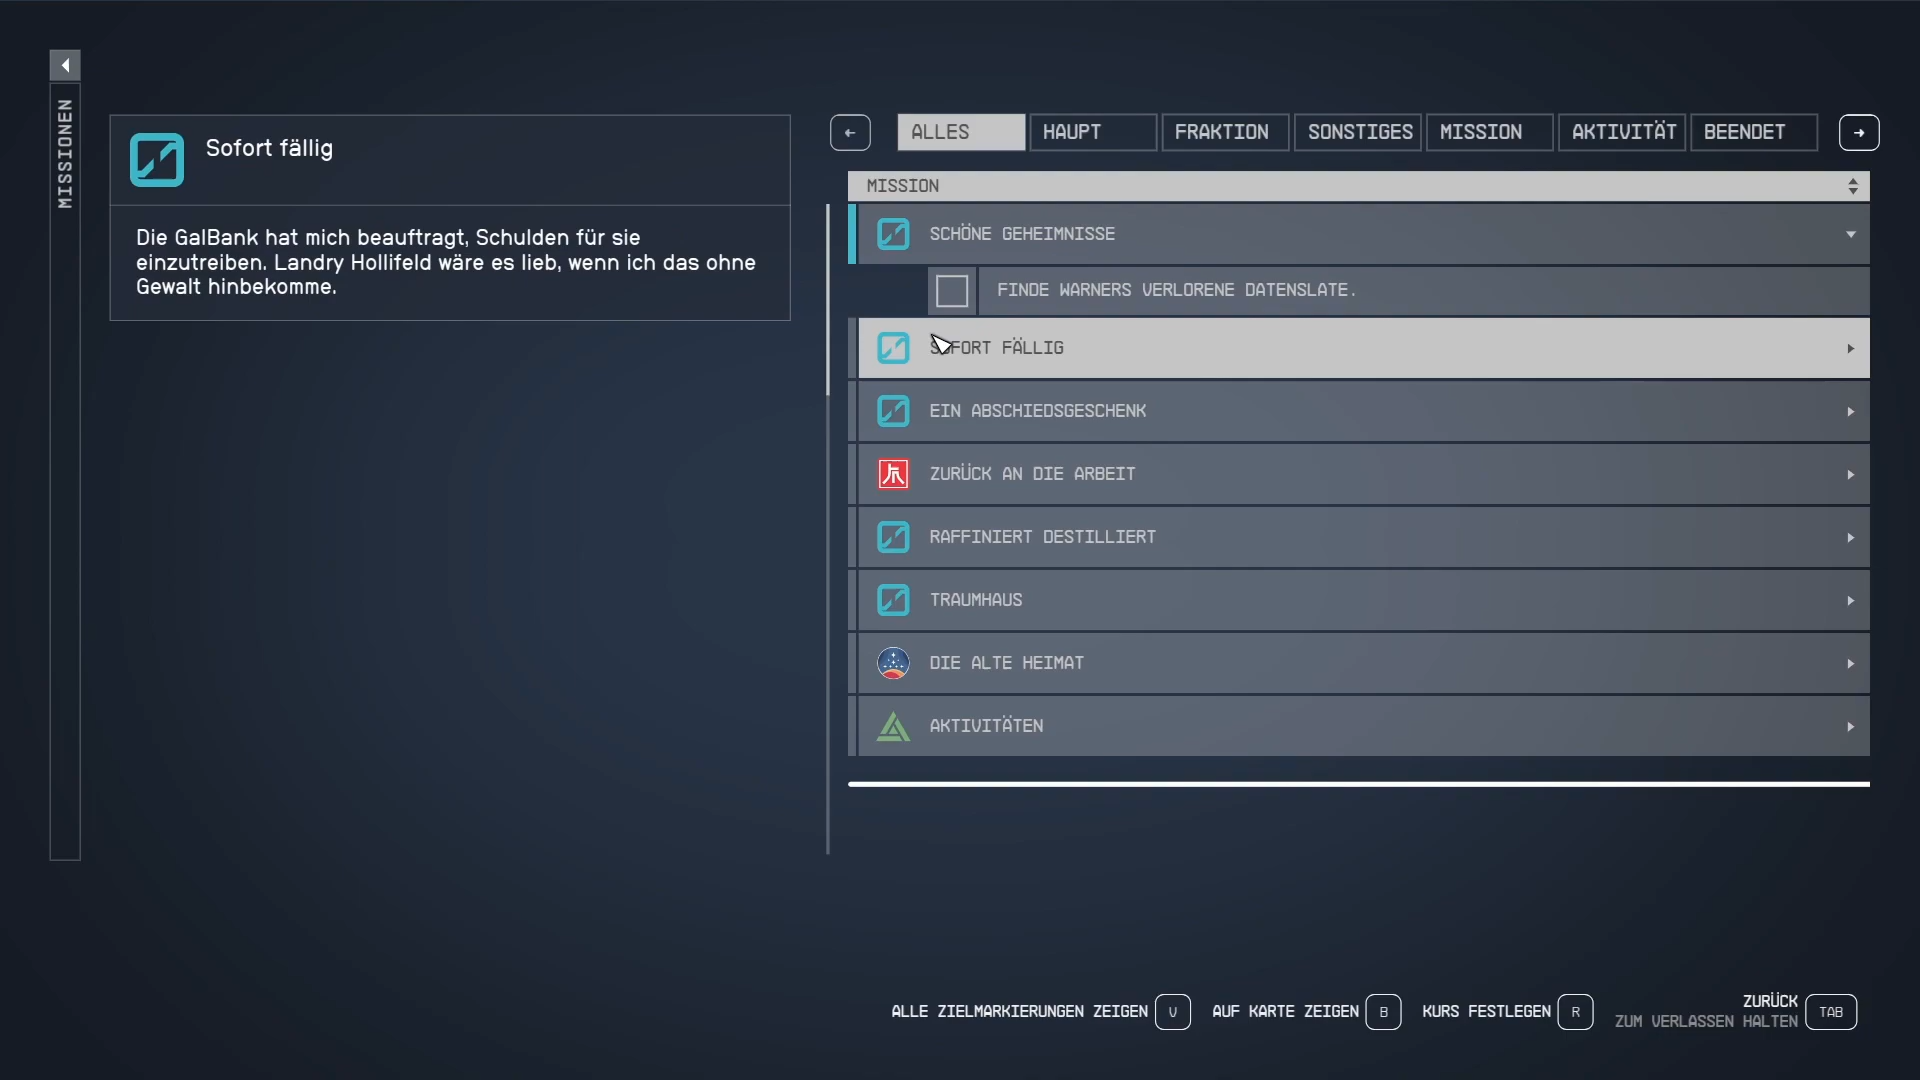 MISSIONEN
Sofort fällig
Die GalBank hat mich beauftragt, Schulden für sie
einzutreiben. Landry Hollifeld wäre es lieb, wenn ich das ohne
Gewalt hinbekomme.
ALLES HAUPT FRAKTION SONSTIGES MISSION AKTIVITÄT BEENDET
MISSION
SCHÖNE GEHEIMNISSE
FINDE WARNERS VERLORENE DATENSLATE.
SOFORT FÄLLIG
EIN ABSCHIEDSGESCHENK
ZURÜCK AN DIE ARBEIT
RAFFINIERT DESTILLIERT
TRAUMHAUS
DIE ALTE HEIMAT
AKTIVITÄTEN
ALLE ZIELMARKIERUNGEN ZEIGEN V AUF KARTE ZEIGEN B KURS FESTLEGEN R ZURÜCK
ZUM VERLASSEN HALTEN TAB